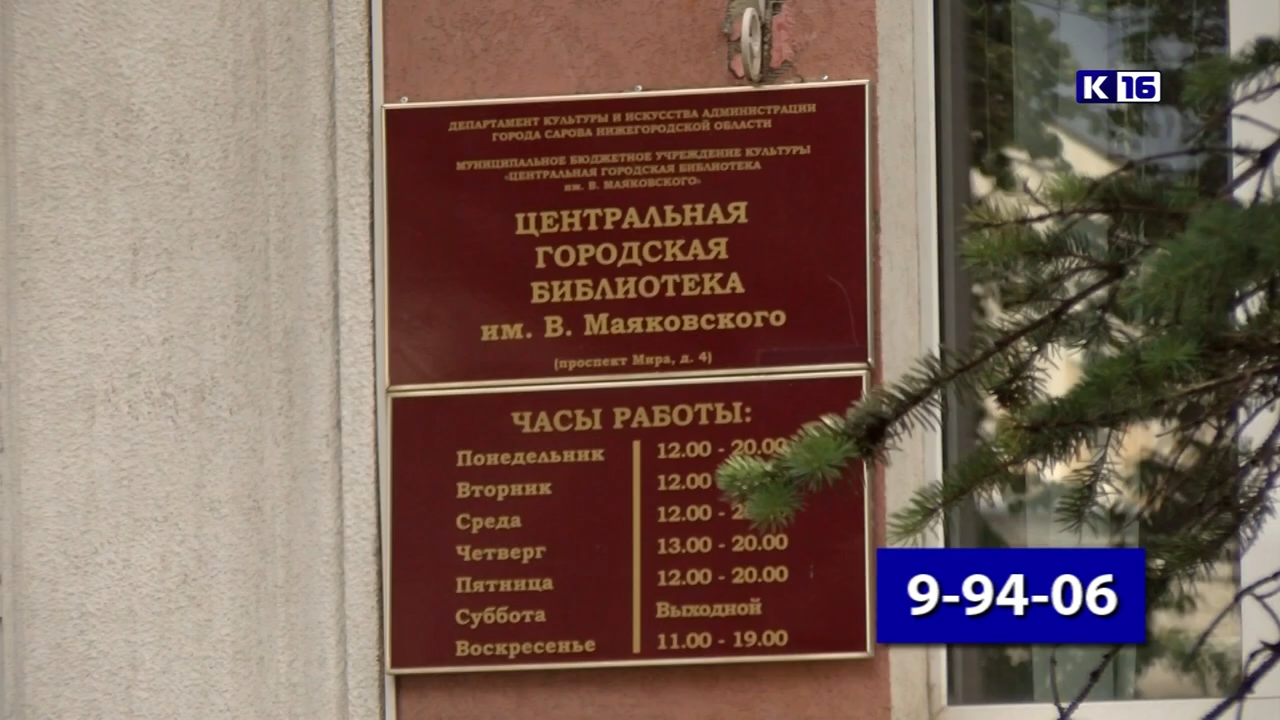 К 16
ДЕПАРТАМЕНТ КУЛЬТУРЫ И ИСКУССТВА АДМИНИСТРАЦИИ
ГОРОДА САРОВА НИЖЕГОРОДСКОЙ ОБЛАСТИ
МУНИЦИПАЛЬНОЕ БЮДЖЕТНОЕ УЧРЕЖДЕНИЕ КУЛЬТУРЫ
«ЦЕНТРАЛЬНАЯ ГОРОДСКАЯ БИБЛИОТЕКА
им. В. МАЯКОВСКОГО»
ЦЕНТРАЛЬНАЯ
ГОРОДСКАЯ
БИБЛИОТЕКА
им. В. Маяковского
(проспект Мира, д. 4)
ЧАСЫ РАБОТЫ:
Понедельник 12.00 - 20.00
Вторник 12.00
Среда 12.00 -
Четверг 13.00 - 20.00
Пятница 12.00 - 20.00
Суббота Выходной
Воскресенье 11.00 - 19.00
9-94-06